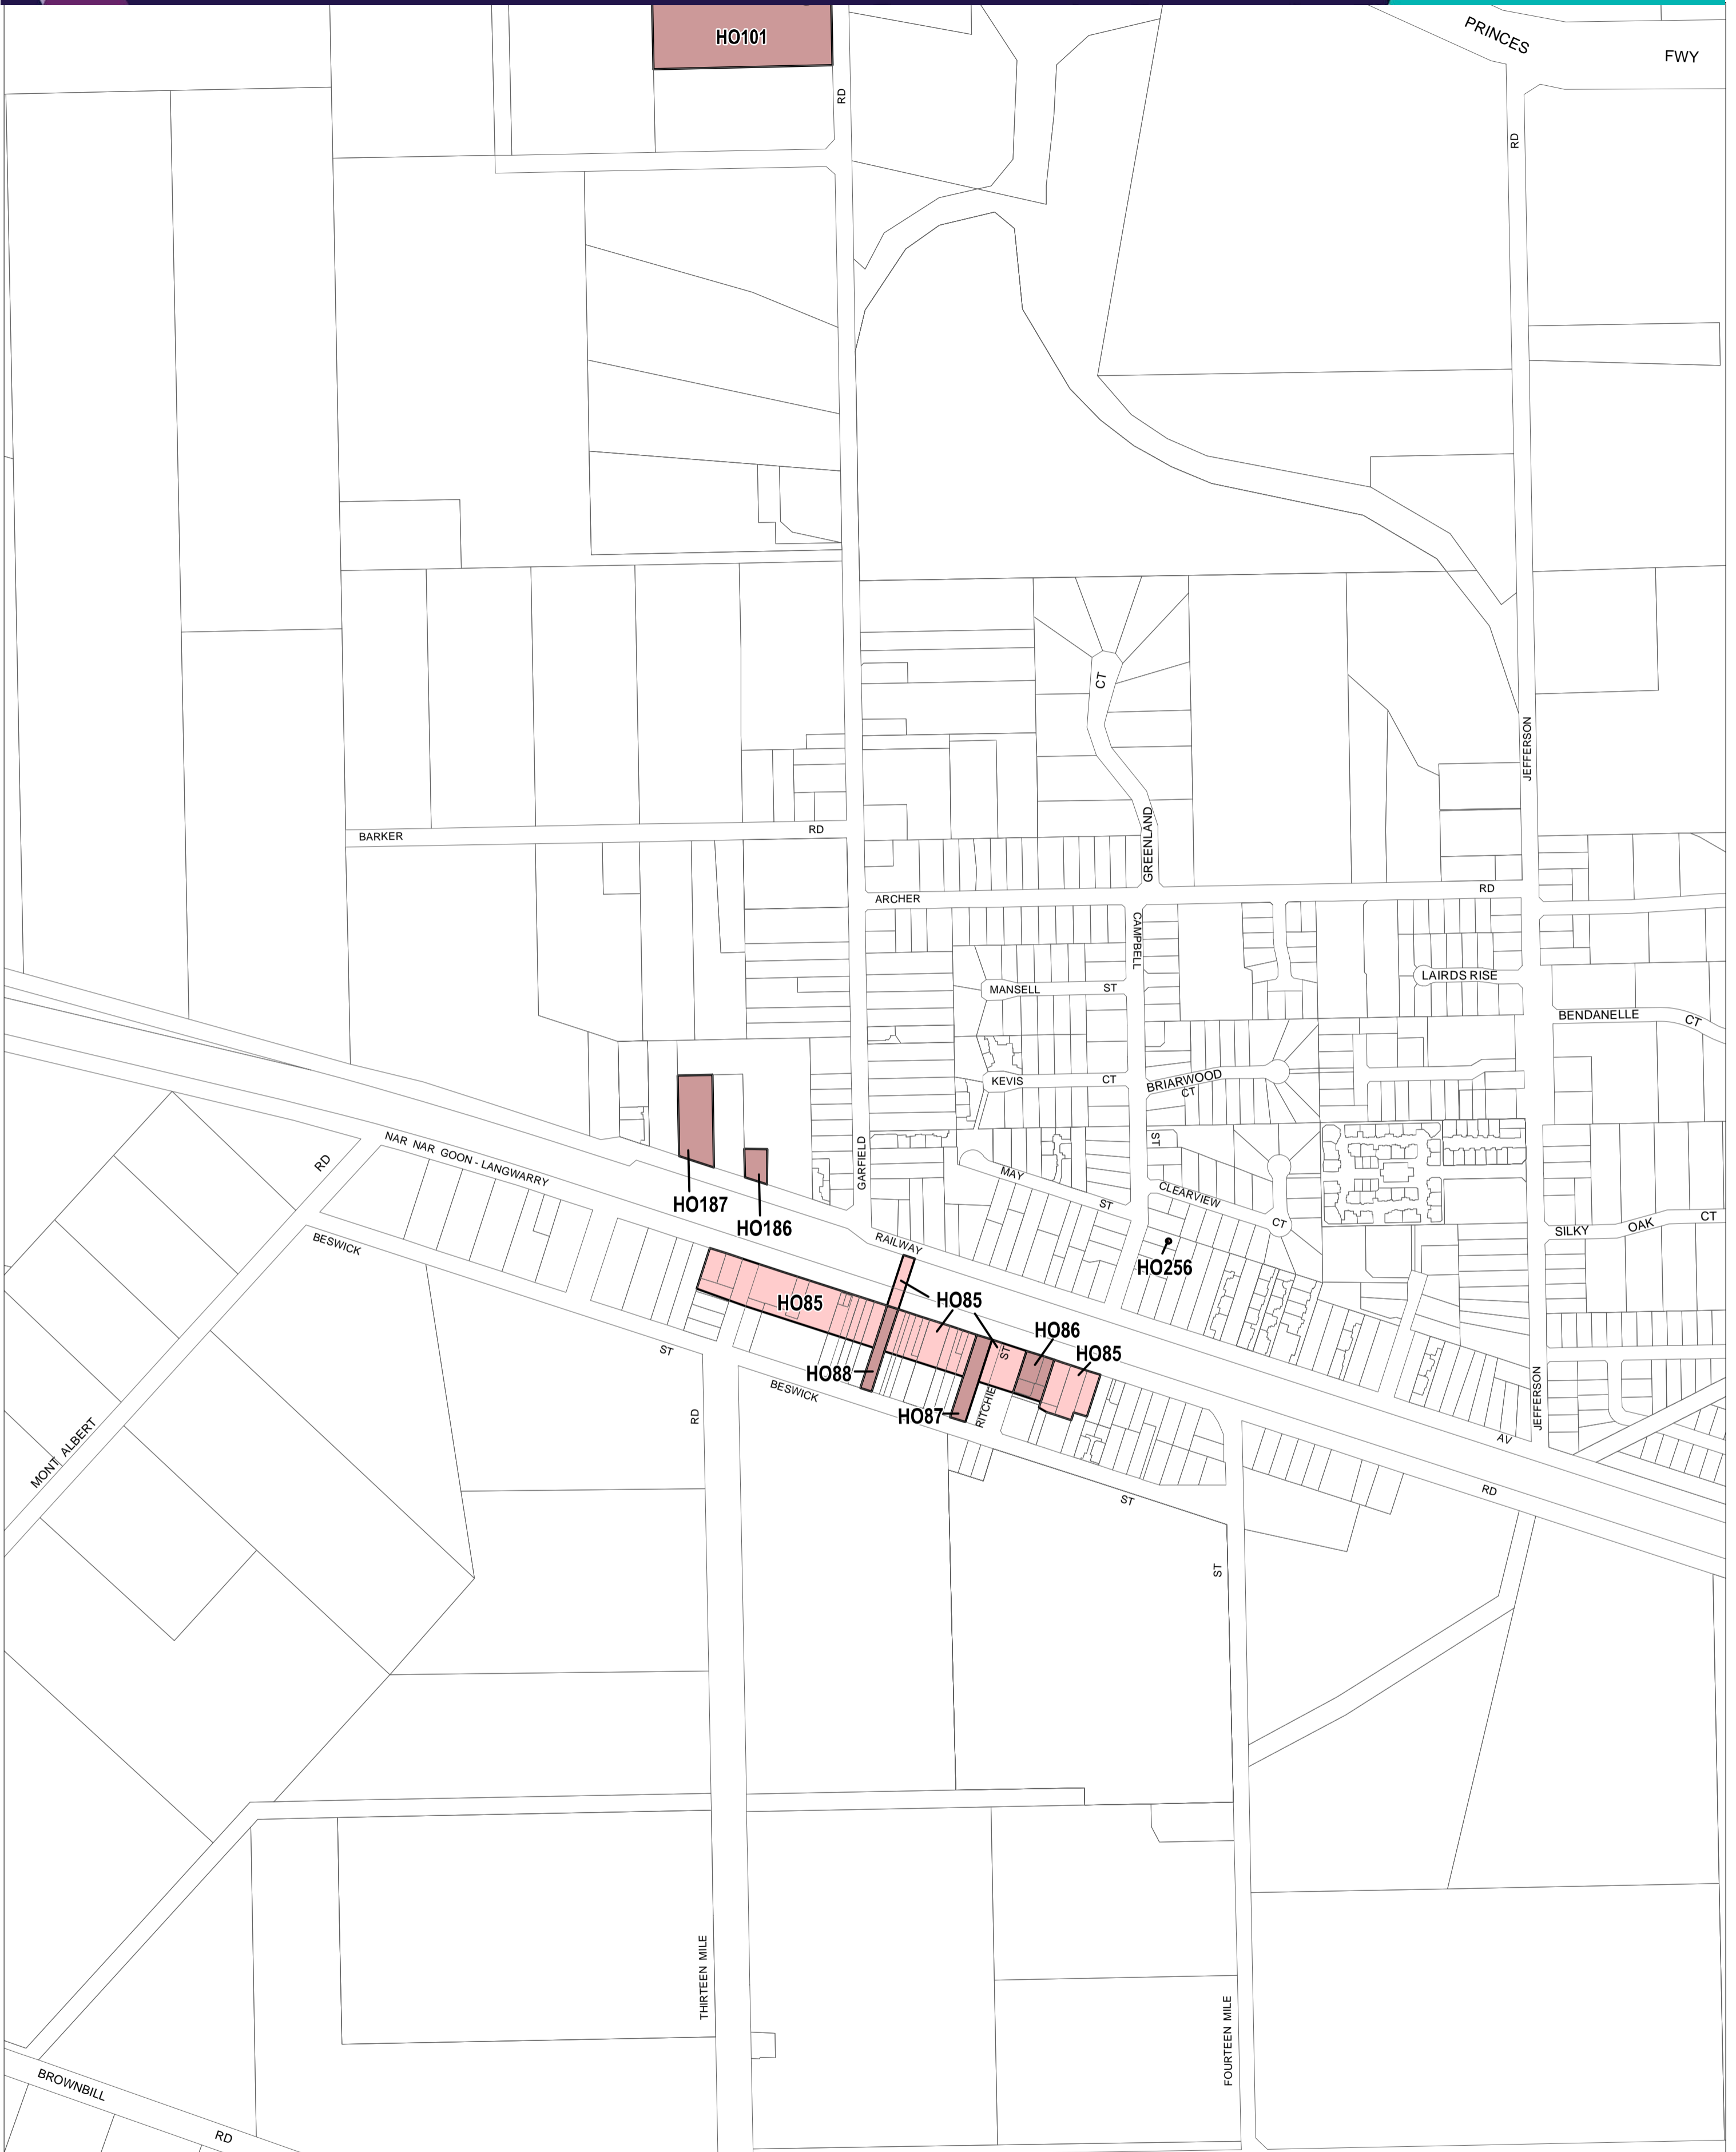 HO101
PRINCES
FWY
RD
RD
CT
JEFFERSON
GREENLAND
BARKER
RD
ARCHER
RD
CAMPBELL
LAIRDS RISE
MANSELL
ST
BENDANELLE
CT
KEVIS
CT
BRIARWOOD
CT
NAR NAR GOON - LANGWARRY
RD
GARFIELD
ST
MAY
ST
CLEARVIEW
CT
HO187
HO186
SILKY
OAK
CT
BESWICK
RAILWAY
HO256
HO85
HO85
HO86
HO85
ST
ST
HO88
BESWICK
HO87
RITCHIE
RD
JEFFERSON
AV
MONT ALBERT
RD
ST
ST
THIRTEEN MILE
FOURTEEN MILE
BROWNBILL
RD